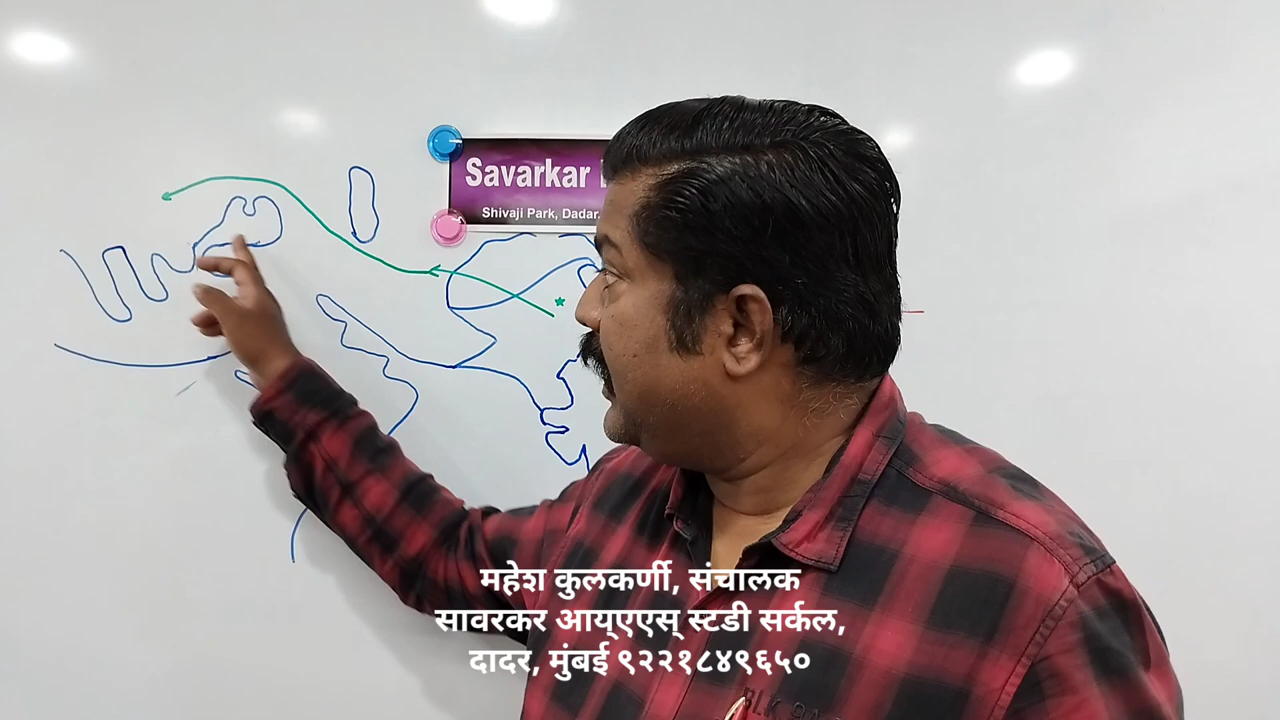 Savarkar
Shivaji Park, Dadar.
महेश कुलकर्णी, संचालक
सावरकर आय्एएस् स्टडी सर्कल,
दादर, मुंबई ९२२१८४९६५०